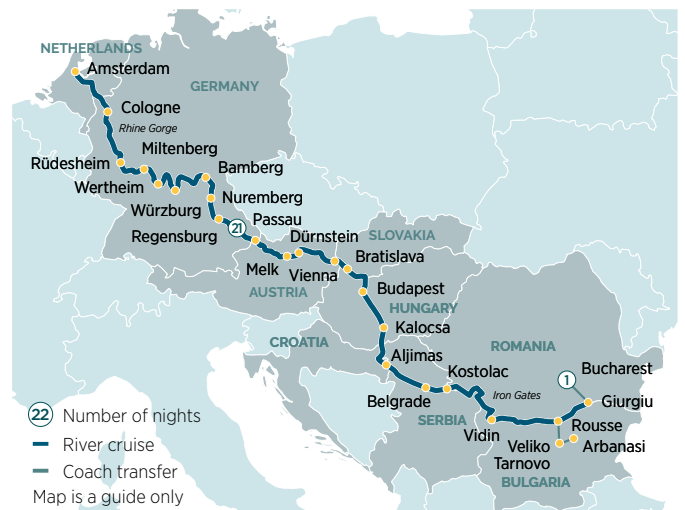 NETHERLANDS
Amsterdam
GERMANY
Cologne
Rhine Gorge
Miltenberg
Rüdesheim
Bamberg
Wertheim
Nuremberg
Würzburg
Passau
21
Regensburg
Dürnstein
SLOVAKIA
Melk
Vienna
Bratislava
AUSTRIA
Budapest
HUNGARY
Kalocsa
CROATIA
ROMANIA
Aljimas
Kostolac
Bucharest
1
Iron Gates
Belgrade
Giurgiu
SERBIA
Rousse
Vidin
Veliko
Tarnovo
Arbanasi
BULGARIA
22 Number of nights
River cruise
Coach transfer
Map is a guide only